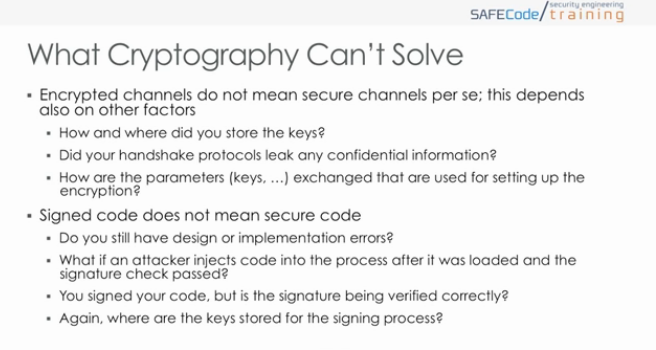 security engineering
SAFECode/training
What Cryptography Can't Solve
▪ Encrypted channels do not mean secure channels per se; this depends
also on other factors
▪ How and where did you store the keys?
▪ Did your handshake protocols leak any confidential information?
▪ How are the parameters (keys, ...) exchanged that are used for setting up the
encryption?
▪ Signed code does not mean secure code
▪ Do you still have design or implementation errors?
▪ What if an attacker injects code into the process after it was loaded and the
signature check passed?
▪ You signed your code, but is the signature being verified correctly?
▪ Again, where are the keys stored for the signing process?